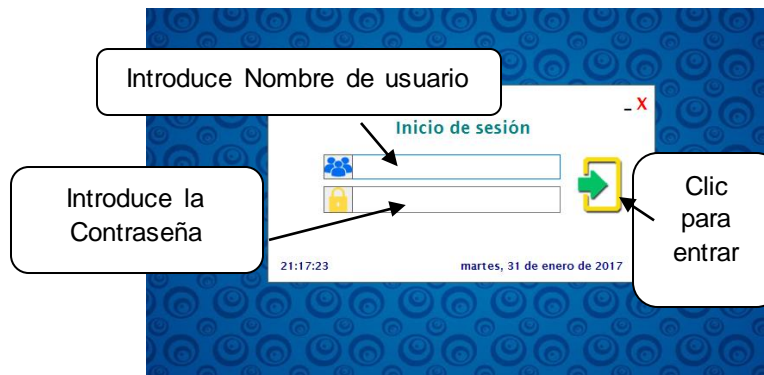 Introduce Nombre de usuario
_ X
Inicio de sesión
Introduce la
Contraseña
Clic
para
entrar
21:17:23
martes, 31 de enero de 2017